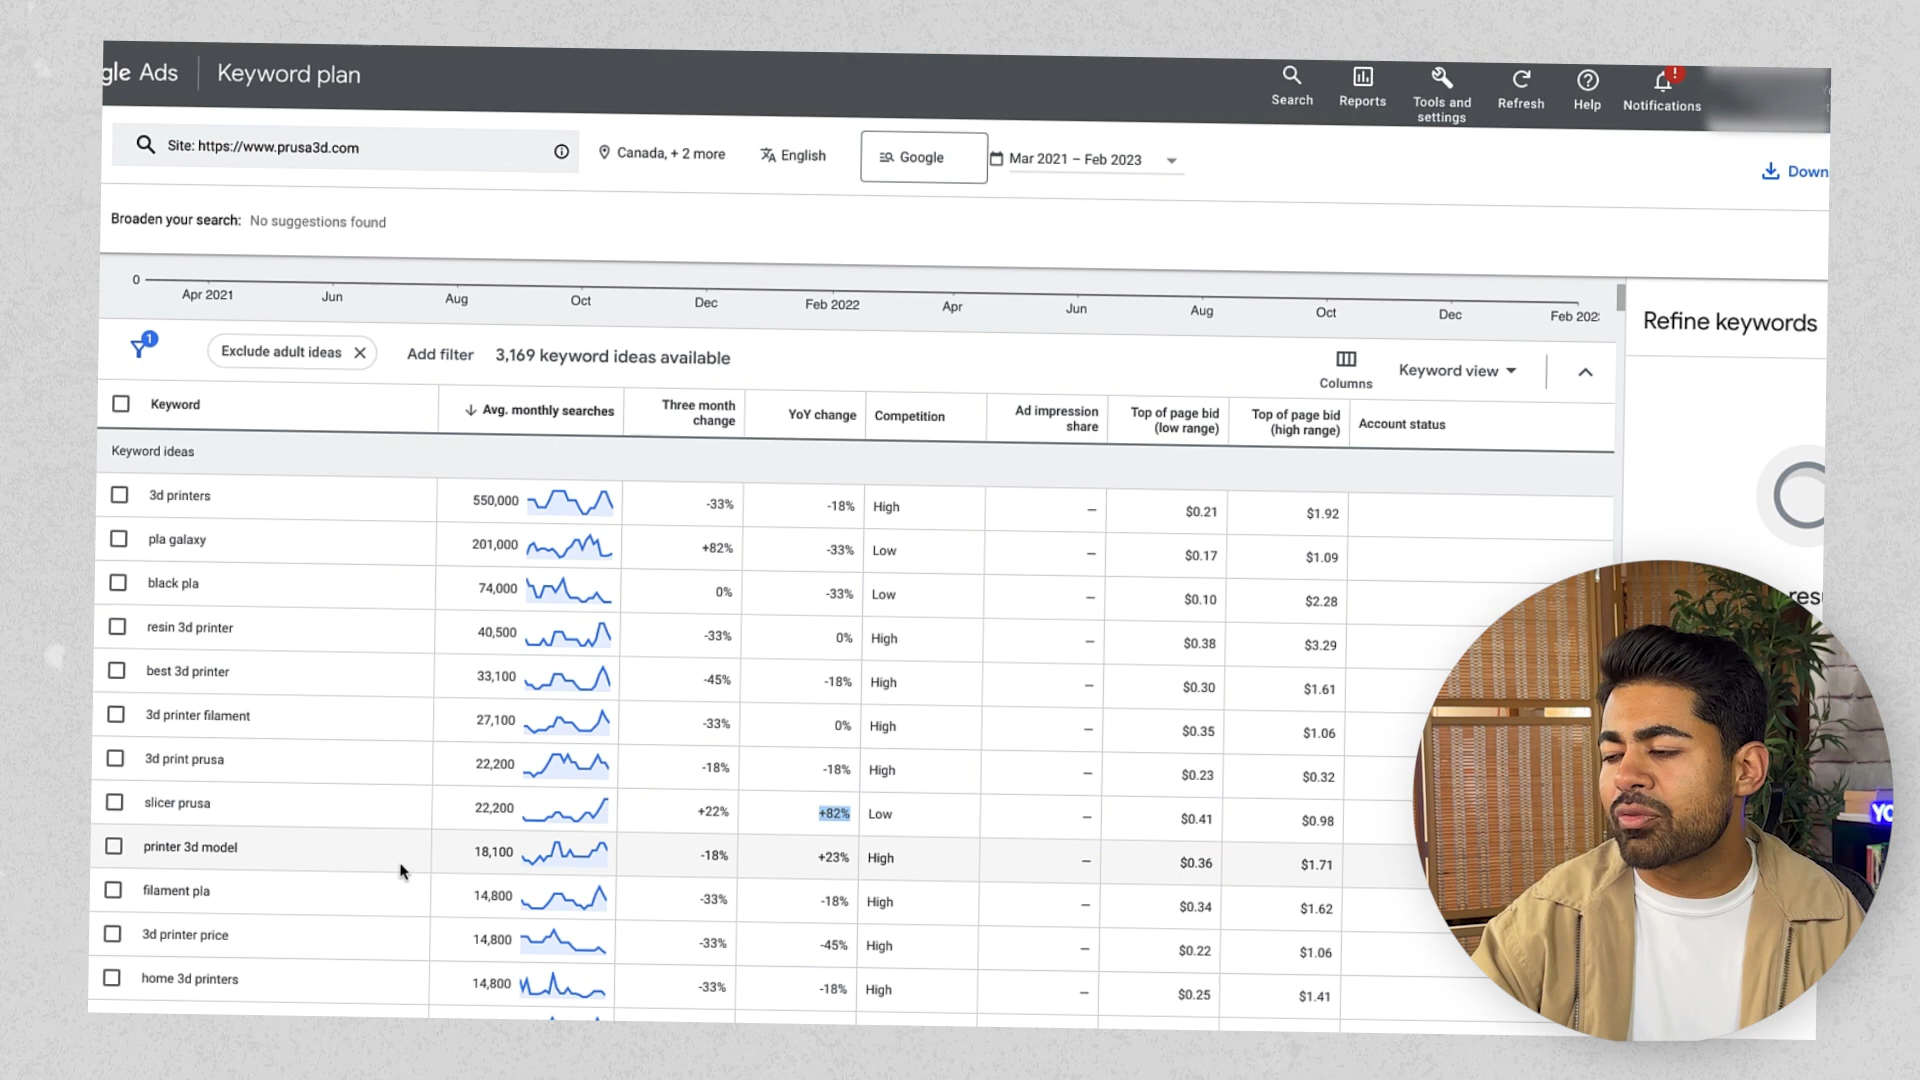 gle Ads
Keyword plan
Search
Reports
Tools and settings
Refresh
Help
!
Notifications
Site: https://www.prusa3d.com
Canada, + 2 more
English
Google
Mar 2021 – Feb 2023
Down
Broaden your search: No suggestions found
0
Apr 2021 Jun Aug Oct Dec Feb 2022 Apr Jun Aug Oct Dec Feb 202
Refine keywords
1
Exclude adult ideas
Add filter
3,169 keyword ideas available
Columns
Keyword view
Keyword Avg. monthly searches Three month change YoY change Competition Ad impression share Top of page bid (low range) Top of page bid (high range) Account status
Keyword ideas
3d printers 550,000 -33% -18% High – $0.21 $1.92
pla galaxy 201,000 +82% -33% Low – $0.17 $1.09
black pla 74,000 0% -33% Low – $0.10 $2.28
resin 3d printer 40,500 -33% 0% High – $0.38 $3.29
best 3d printer 33,100 -45% -18% High – $0.30 $1.61
3d printer filament 27,100 -33% 0% High – $0.35 $1.06
3d print prusa 22,200 -18% -18% High – $0.23 $0.32
slicer prusa 22,200 +22% +82% Low – $0.41 $0.98
printer 3d model 18,100 -18% +23% High – $0.36 $1.71
filament pla 14,800 -33% -18% High – $0.34 $1.62
3d printer price 14,800 -33% -45% High – $0.22 $1.06
home 3d printers 14,800 -33% -18% High – $0.25 $1.41
resu
YO